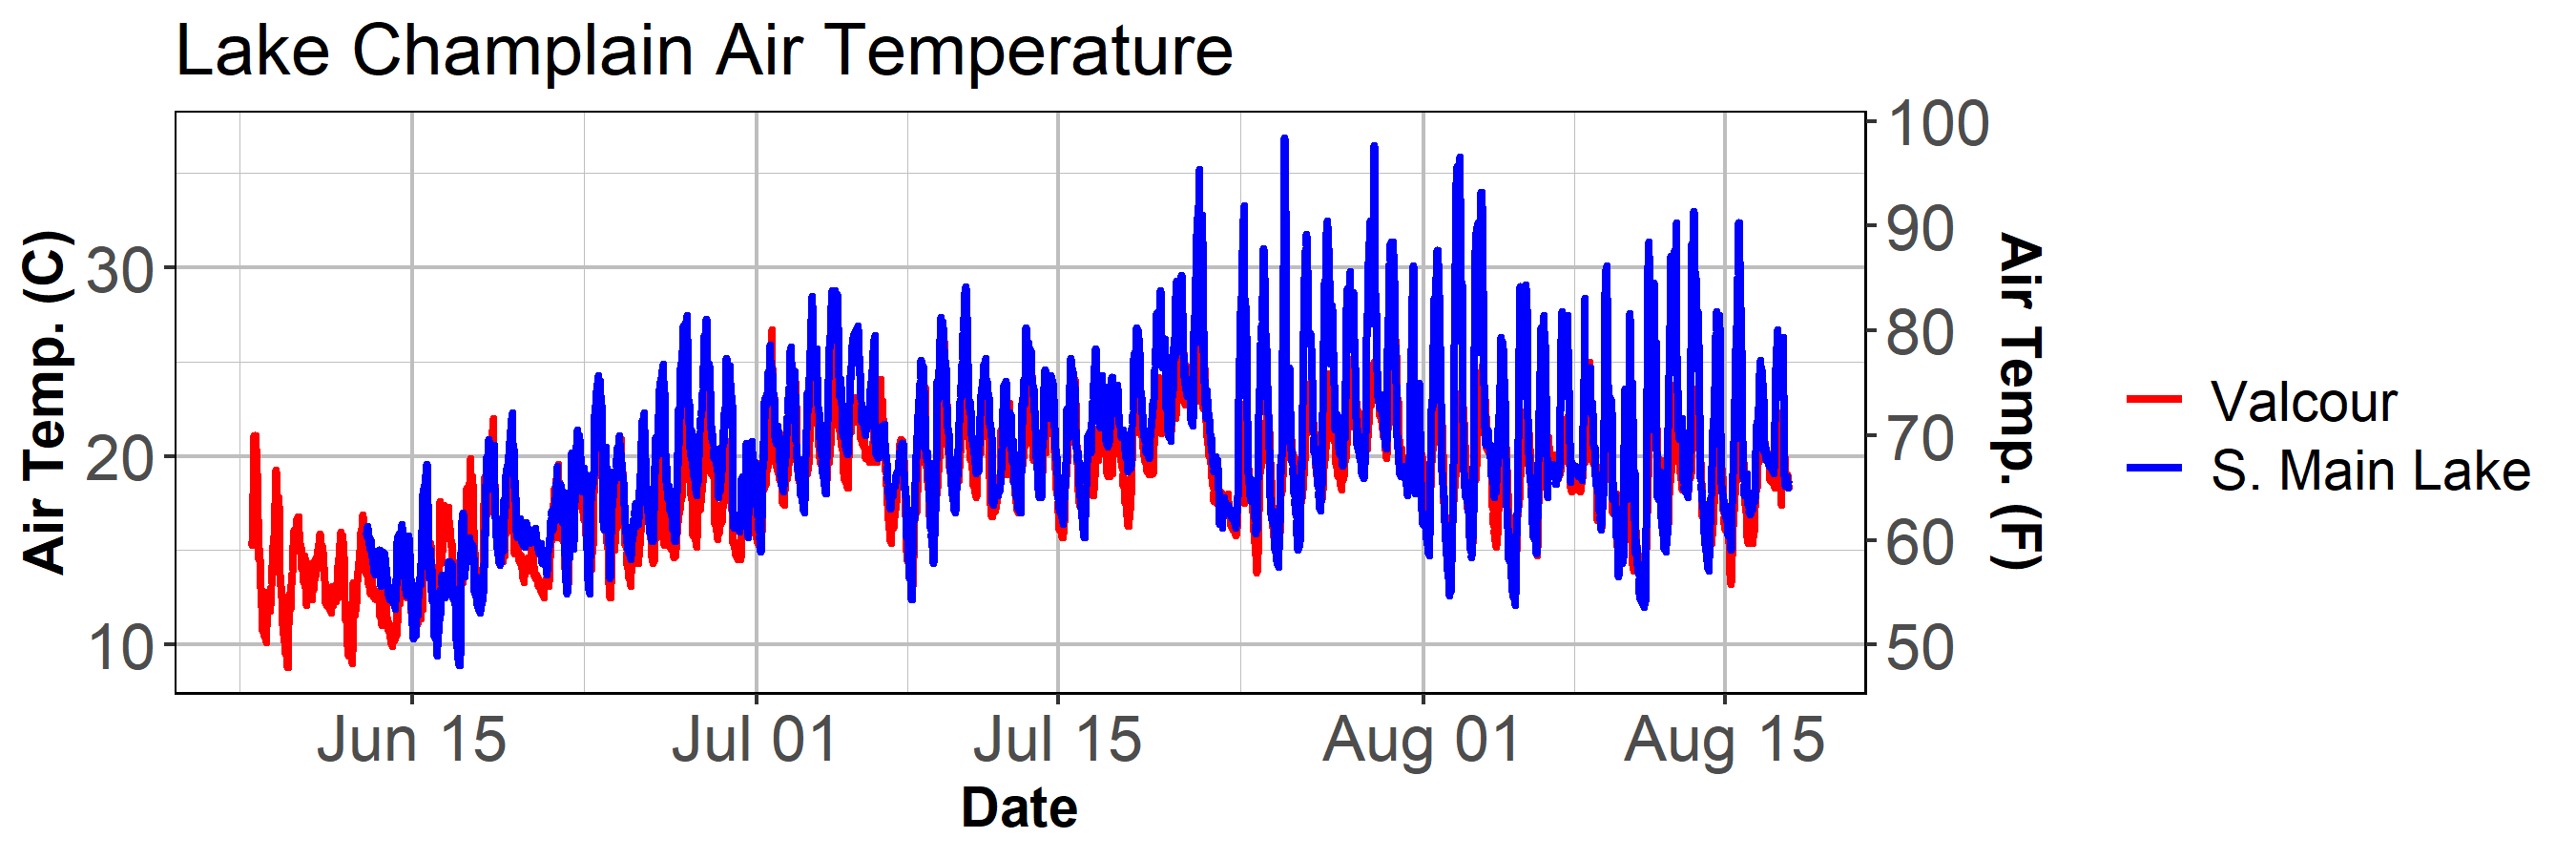 Lake Champlain Air Temperature
Air Temp. (C)
30
20
10
100
90
80
70
60
50
Air Temp. (F)
Jun 15
Jul 01
Jul 15
Aug 01
Aug 15
Date
Valcour
S. Main Lake